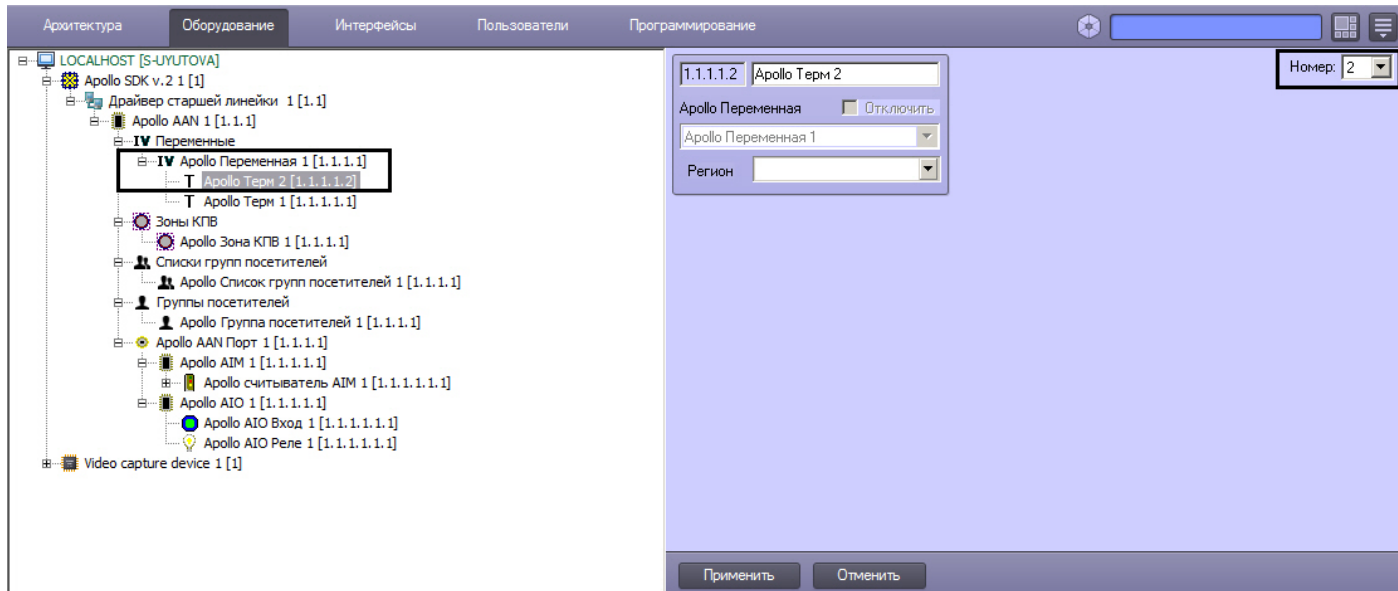 Архитектура Оборудование Интерфейсы Пользователи Программирование
LOCALHOST [S-UYUTOVA]
Apollo SDK v.2 1 [1]
Драйвер старшей линейки 1 [1.1]
Apollo AAN 1 [1.1.1]
IV Переменные
IV Apollo Переменная 1 [1.1.1.1]
T Apollo Терм 2 [1.1.1.1.2]
T Apollo Терм 1 [1.1.1.1.1]
Зоны КПВ
Apollo Зона КПВ 1 [1.1.1.1]
Списки групп посетителей
Apollo Список групп посетителей 1 [1.1.1.1]
Группы посетителей
Apollo Группа посетителей 1 [1.1.1.1]
Apollo AAN Порт 1 [1.1.1.1]
Apollo AIM 1 [1.1.1.1.1]
Apollo считыватель AIM 1 [1.1.1.1.1.1]
Apollo AIO 1 [1.1.1.1.1]
Apollo AIO Вход 1 [1.1.1.1.1.1]
Apollo AIO Реле 1 [1.1.1.1.1.1]
Video capture device 1 [1]
1.1.1.1.2 Apollo Терм 2
Apollo Переменная Отключить
Apollo Переменная 1
Регион
Номер: 2
Применить Отменить